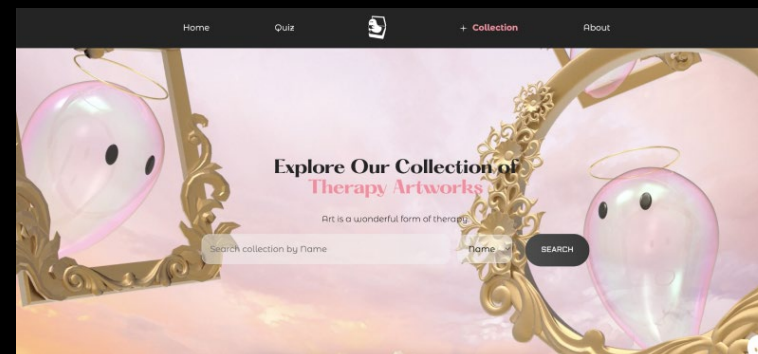 Home Quiz + Collection About
Explore Our Collection of
Therapy Artworks
Art is a wonderful form of therapy
Search collection by Name Name SEARCH